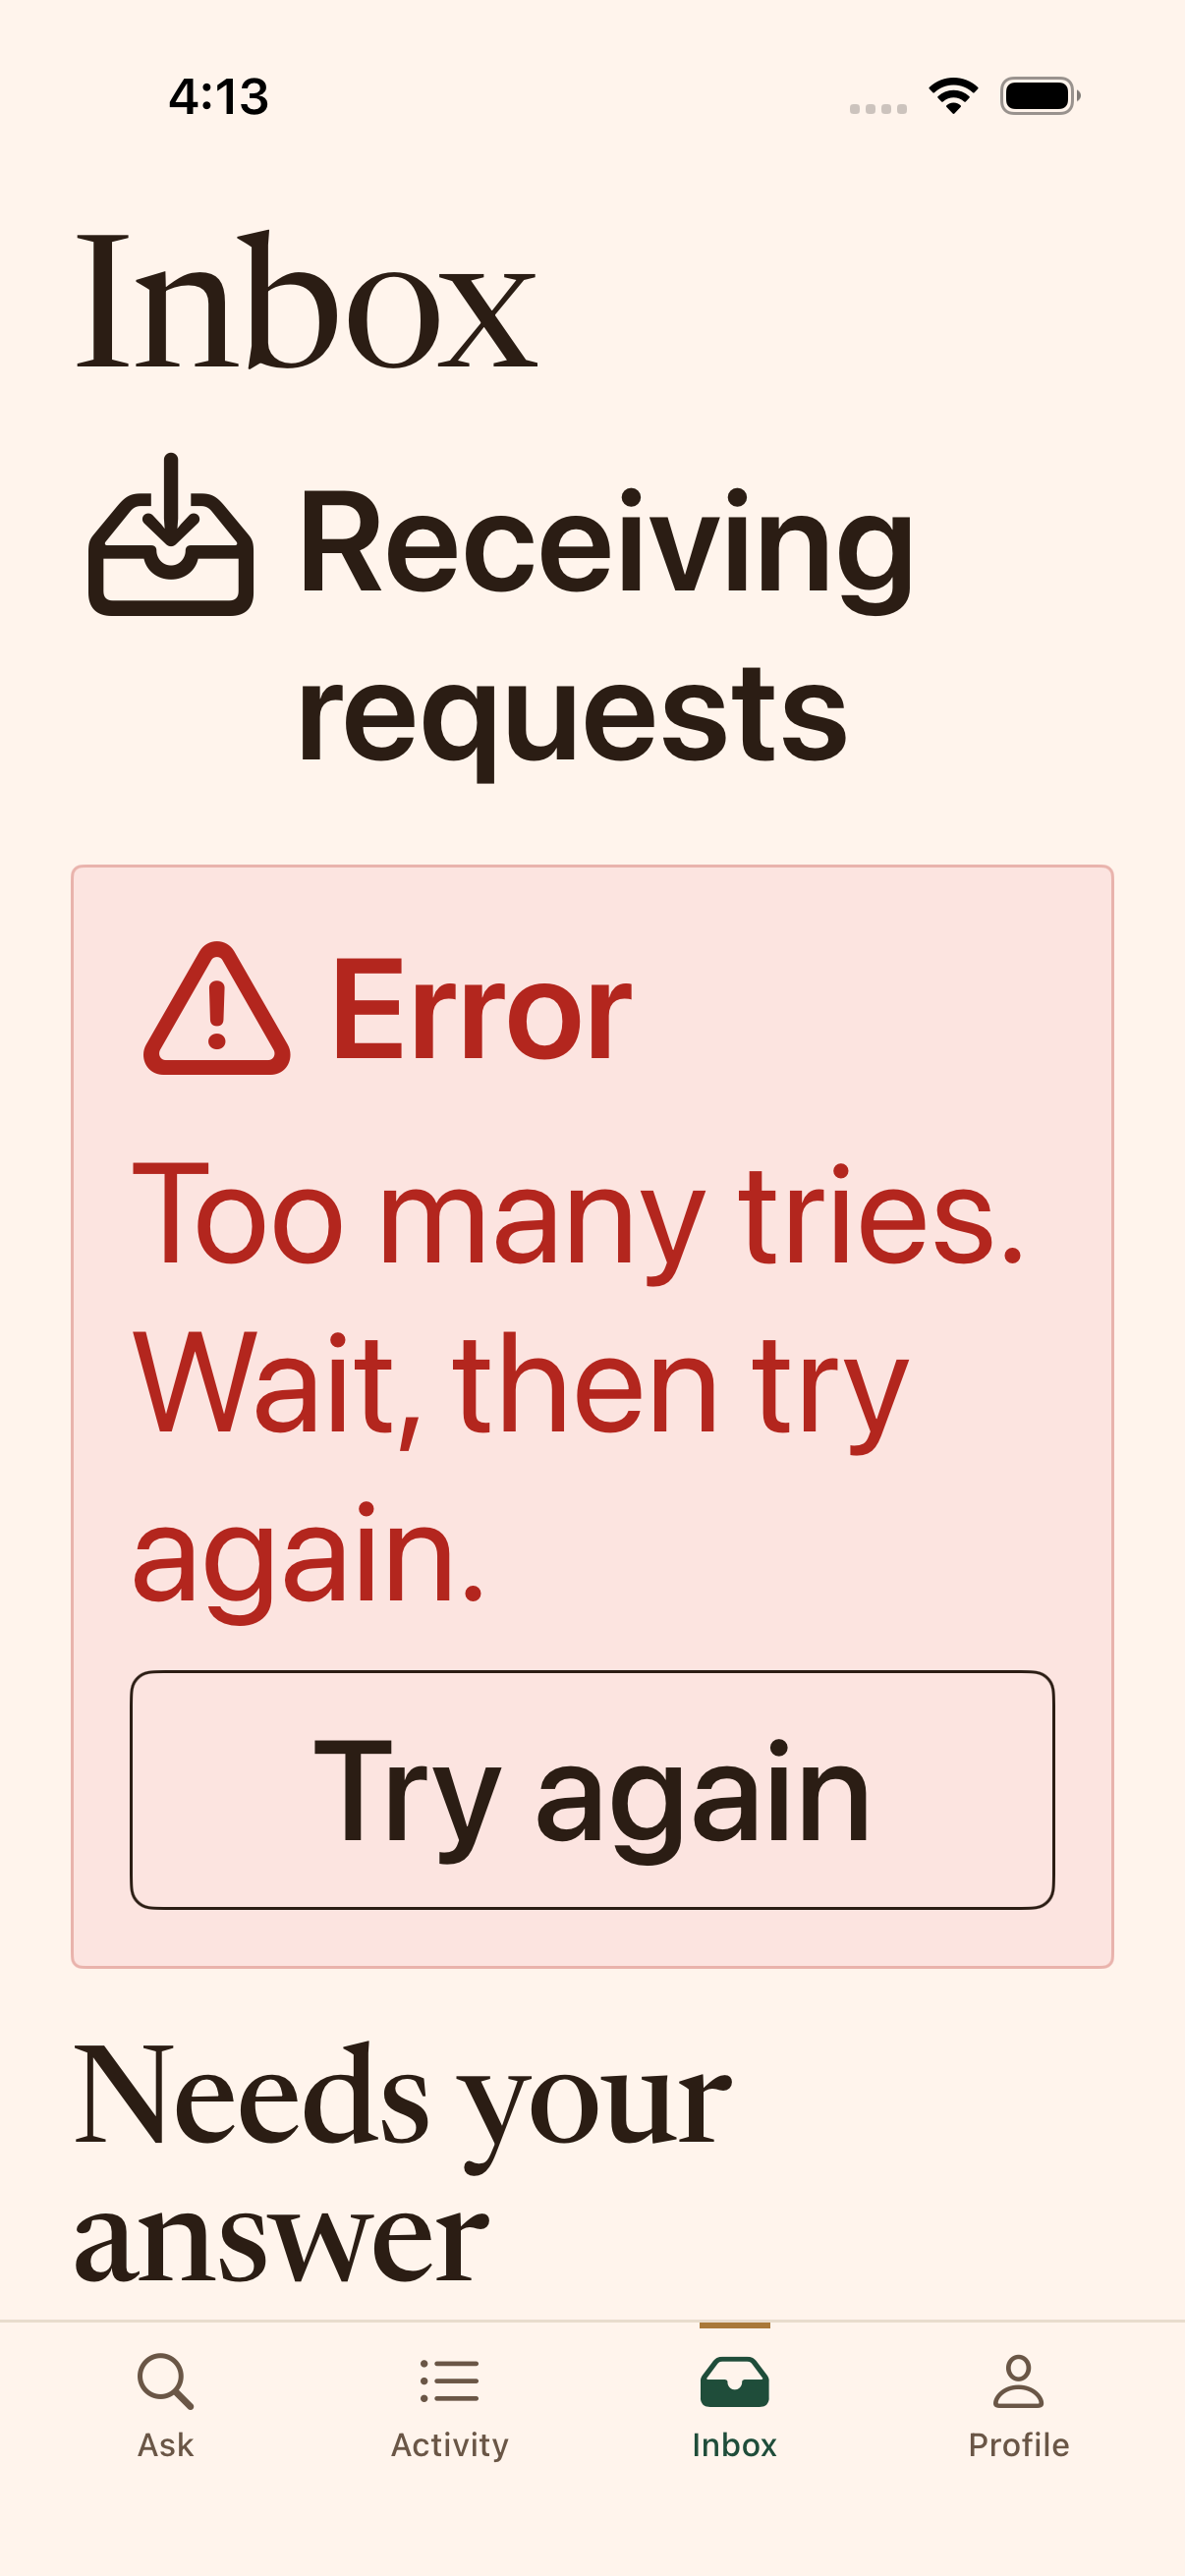 4:13
Inbox
Receiving
requests
Error
Too many tries.
Wait, then try
again.
Try again
Needs your
answer
Ask
Activity
Inbox
Profile